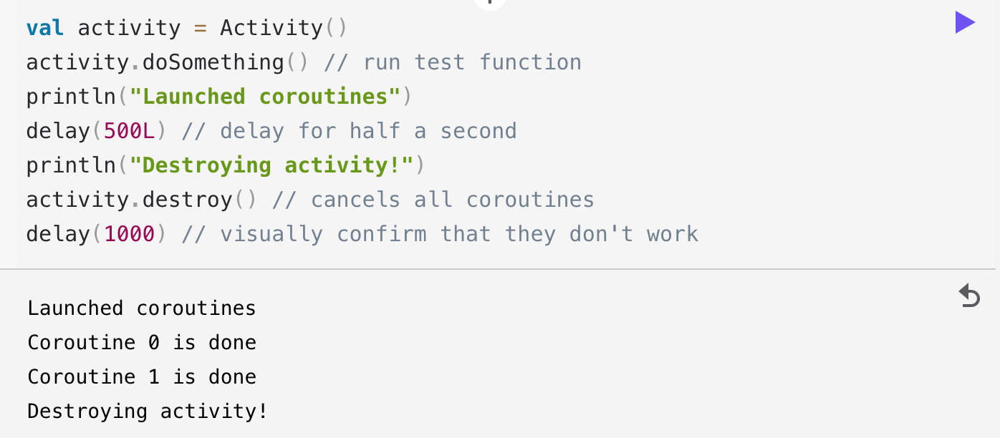 val activity = Activity()
activity.doSomething() // run test function
println("Launched coroutines")
delay(500L) // delay for half a second
println("Destroying activity!")
activity.destroy() // cancels all coroutines
delay(1000) // visually confirm that they don't work
Launched coroutines
Coroutine 0 is done
Coroutine 1 is done
Destroying activity!